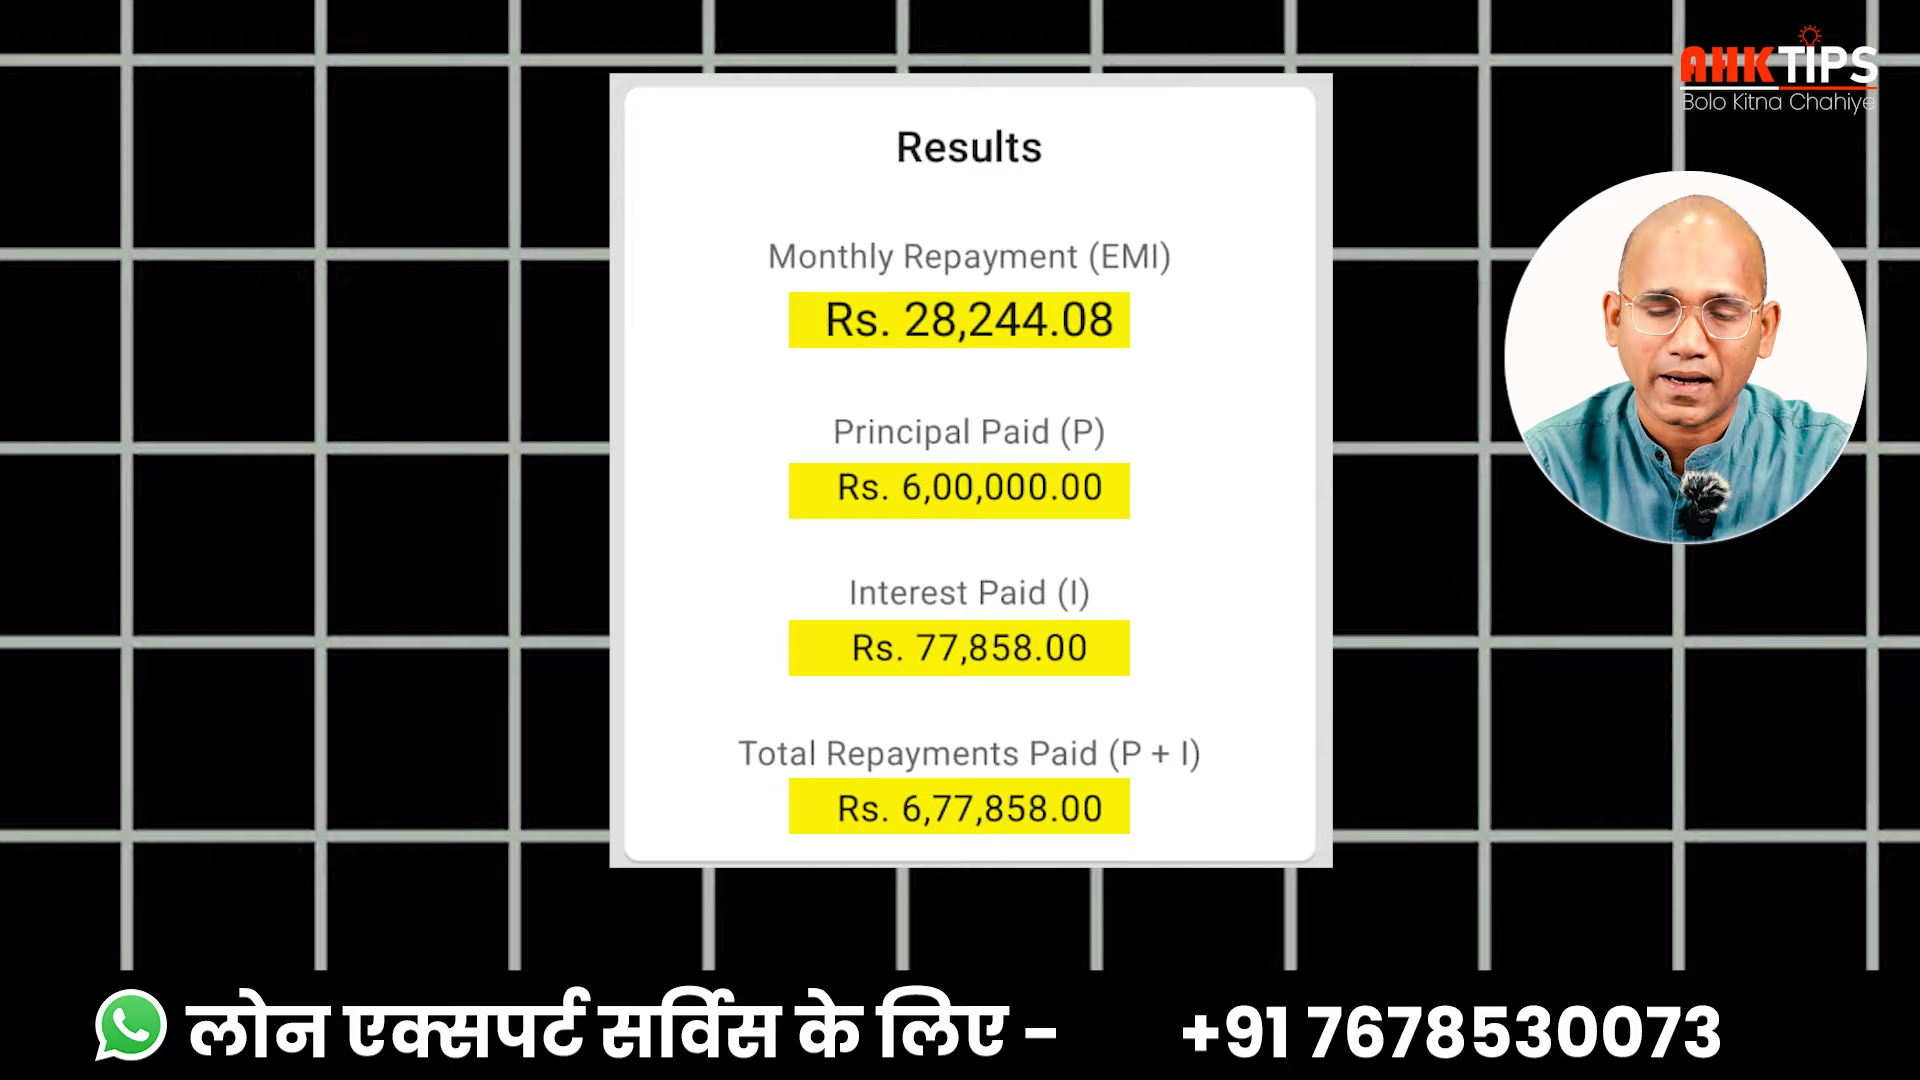 AHKTIPS
Bolo Kitna Chahiye
Results
Monthly Repayment (EMI)
Rs. 28,244.08
Principal Paid (P)
Rs. 6,00,000.00
Interest Paid (I)
Rs. 77,858.00
Total Repayments Paid (P + I)
Rs. 6,77,858.00
लोन एक्सपर्ट सर्विस के लिए - +91 7678530073